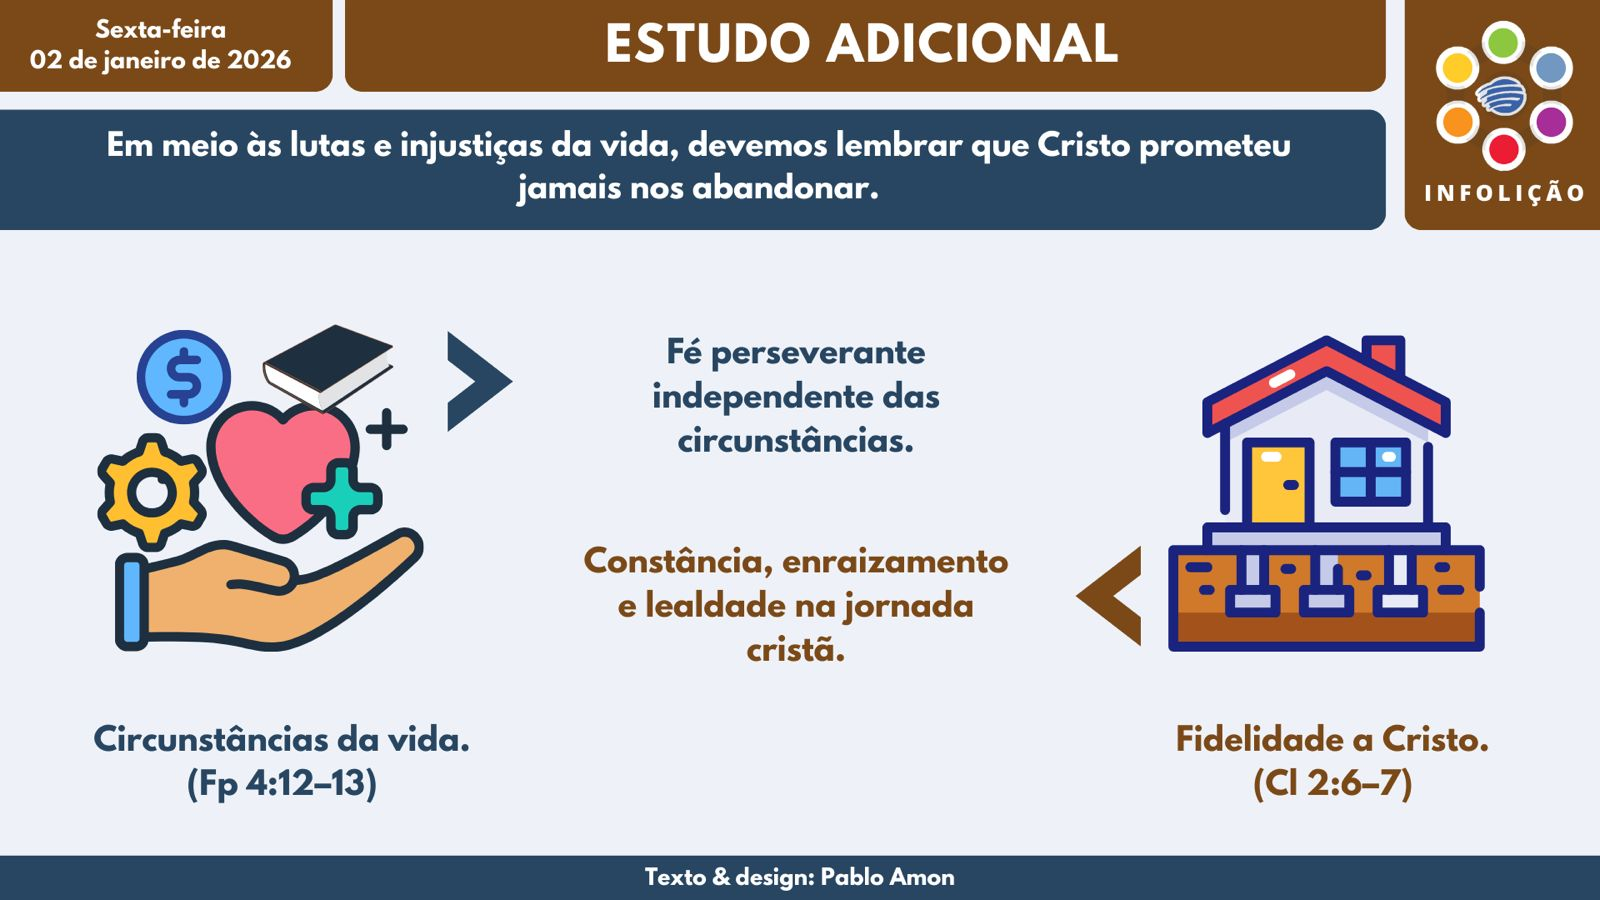 Sexta-feira
02 de janeiro de 2026
ESTUDO ADICIONAL
Em meio às lutas e injustiças da vida, devemos lembrar que Cristo prometeu
jamais nos abandonar.
INFOLIÇÃO
Fé perseverante
independente das
circunstâncias.
Constância, enraizamento
e lealdade na jornada
cristã.
Circunstâncias da vida.
(Fp 4:12–13)
Fidelidade a Cristo.
(Cl 2:6–7)
Texto & design: Pablo Amon